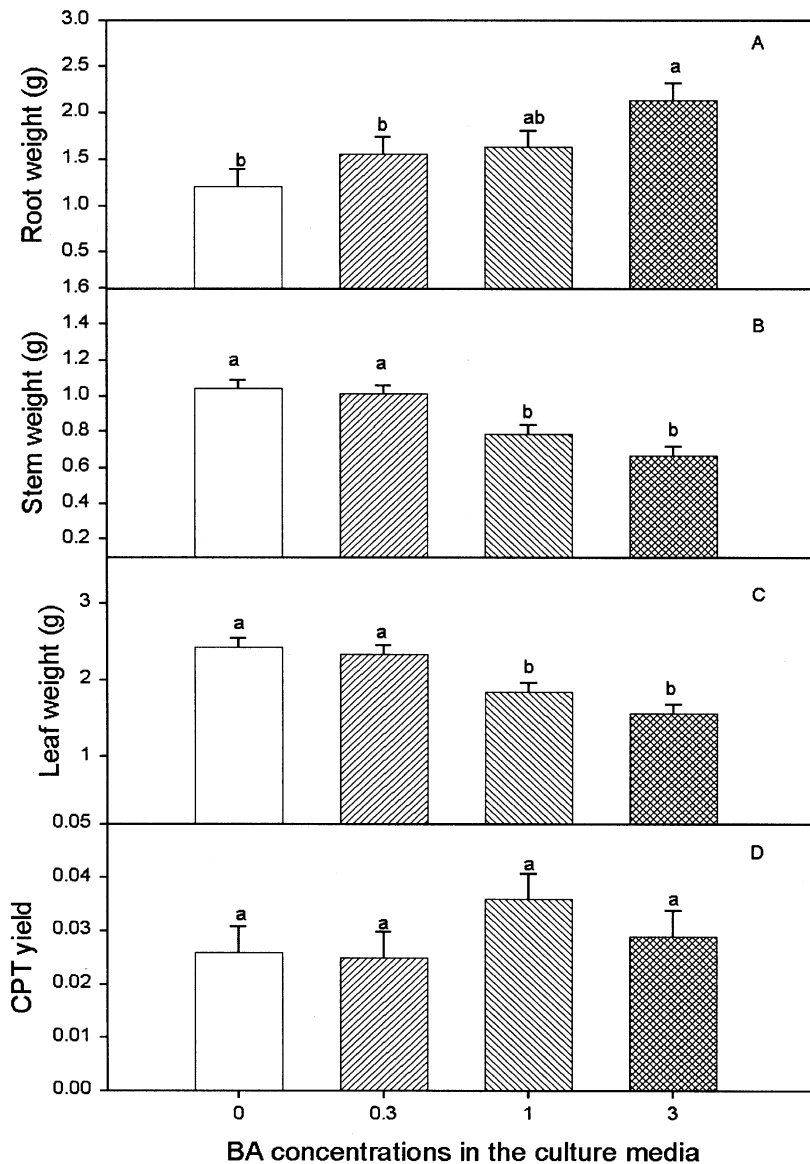 3.0
A
a
2.5
ab
2.0
b
b
1.5
1.0
0.5
Root weight (g)
1.6
B
1.4
1.2
a
a
1.0
b
b
0.8
0.6
0.2
Stem weight (g)
C
3
a
a
2
b
b
1
Leaf weight (g)
0.05
D
a
0.04
a
a
a
0.03
0.02
0.01
0.00
CPT yield
0
0.3
1
3
BA concentrations in the culture media